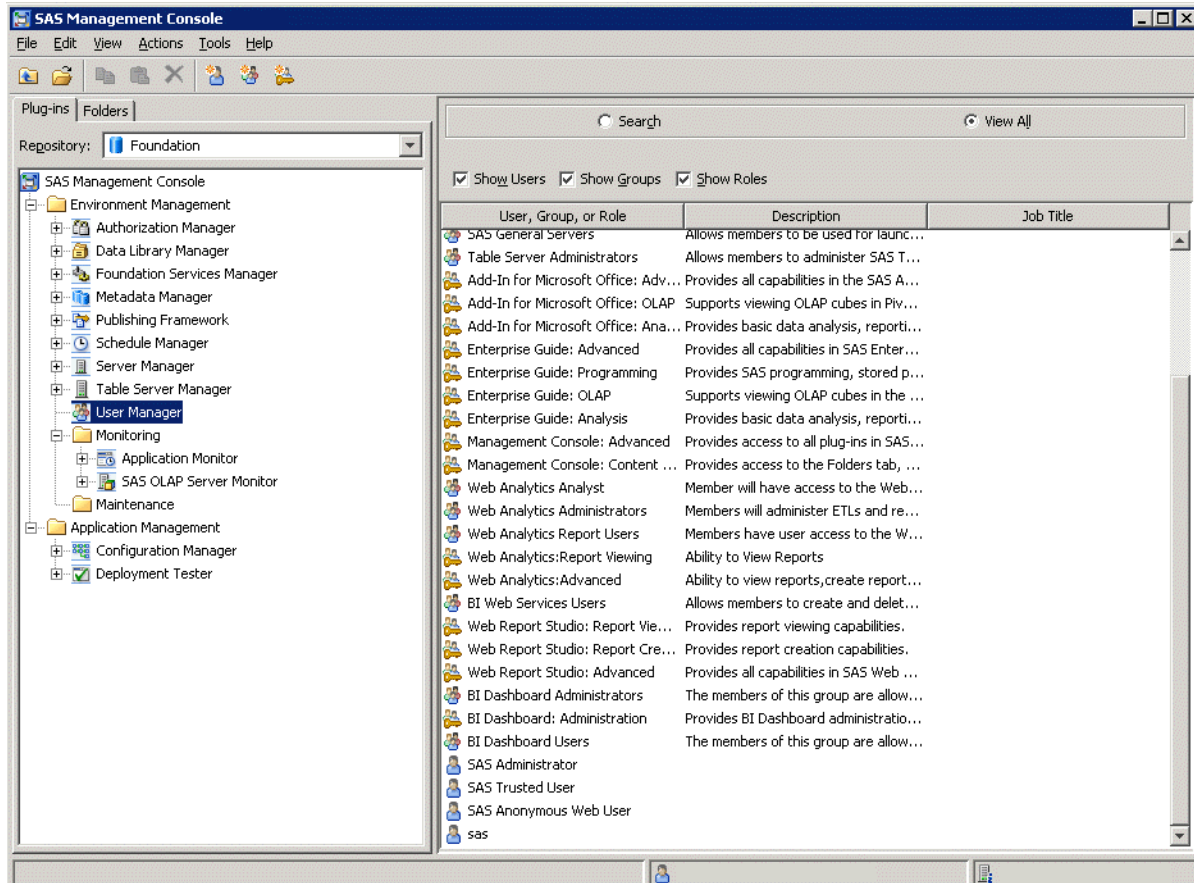 SAS Management Console
File Edit View Actions Tools Help
Plug-ins Folders
Repository: Foundation
SAS Management Console
Environment Management
Authorization Manager
Data Library Manager
Foundation Services Manager
Metadata Manager
Publishing Framework
Schedule Manager
Server Manager
Table Server Manager
User Manager
Monitoring
Application Monitor
SAS OLAP Server Monitor
Maintenance
Application Management
Configuration Manager
Deployment Tester
Search View All
Show Users Show Groups Show Roles
User, Group, or Role Description Job Title
SAS General Servers Allows members to be used for launc...
Table Server Administrators Allows members to administer SAS T...
Add-In for Microsoft Office: Adv... Provides all capabilities in the SAS A...
Add-In for Microsoft Office: OLAP Supports viewing OLAP cubes in Piv...
Add-In for Microsoft Office: Ana... Provides basic data analysis, reporti...
Enterprise Guide: Advanced Provides all capabilities in SAS Enter...
Enterprise Guide: Programming Provides SAS programming, stored p...
Enterprise Guide: OLAP Supports viewing OLAP cubes in the ...
Enterprise Guide: Analysis Provides basic data analysis, reporti...
Management Console: Advanced Provides access to all plug-ins in SAS...
Management Console: Content ... Provides access to the Folders tab, ...
Web Analytics Analyst Member will have access to the Web...
Web Analytics Administrators Members will administer ETLs and re...
Web Analytics Report Users Members have user access to the W...
Web Analytics:Report Viewing Ability to View Reports
Web Analytics:Advanced Ability to view reports,create report...
BI Web Services Users Allows members to create and delet...
Web Report Studio: Report Vie... Provides report viewing capabilities.
Web Report Studio: Report Cre... Provides report creation capabilities.
Web Report Studio: Advanced Provides all capabilities in SAS Web ...
BI Dashboard Administrators The members of this group are allow...
BI Dashboard: Administration Provides BI Dashboard administratio...
BI Dashboard Users The members of this group are allow...
SAS Administrator
SAS Trusted User
SAS Anonymous Web User
sas